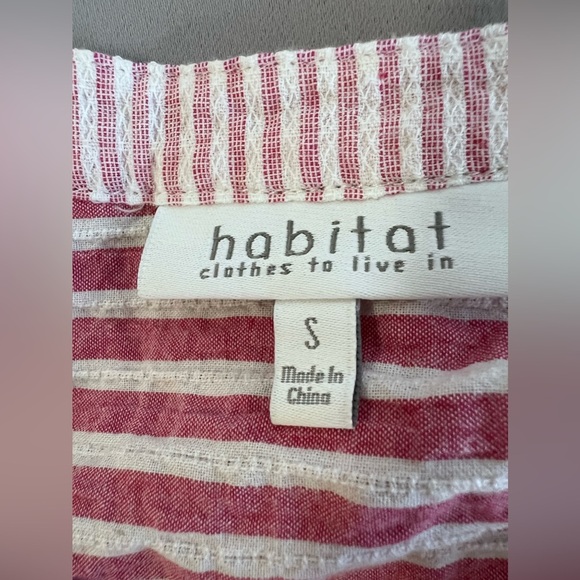 habitat
clothes to live in
S
Made In
China